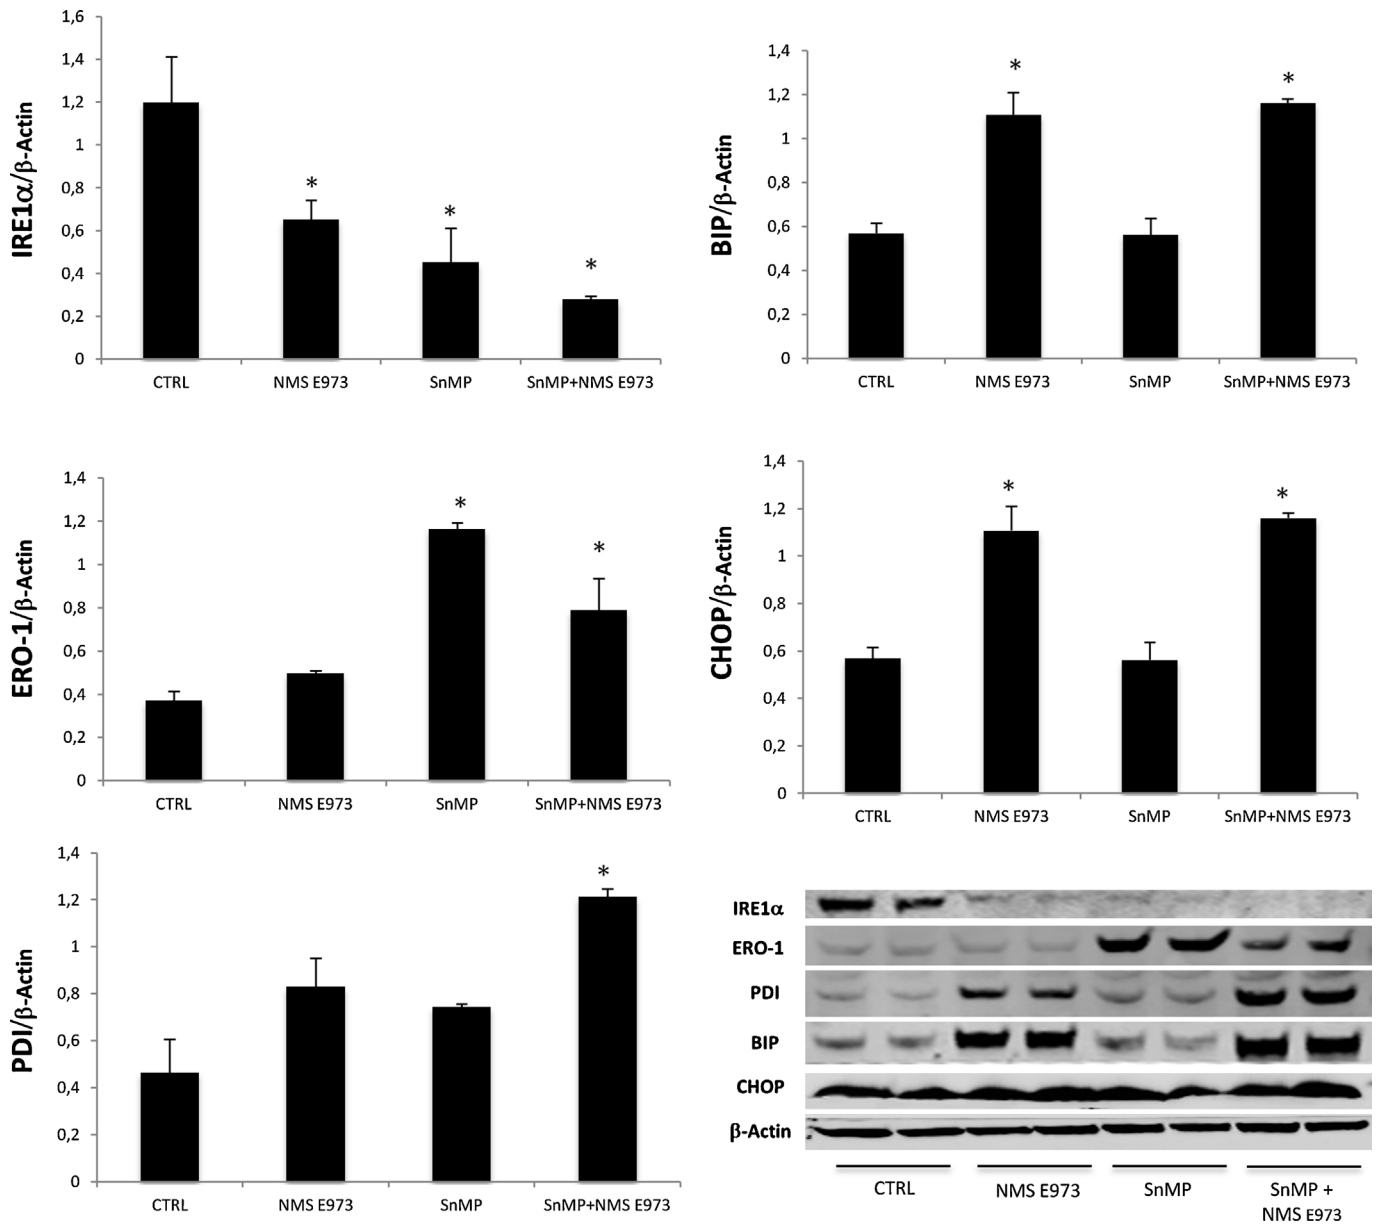 IRE1α/β-Actin
1,6
1,4
1,2
1
0,8
0,6
0,4
0,2
0
*
*
*
CTRL NMS E973 SnMP SnMP+NMS E973
BIP/β-Actin
1,4
1,2
1
0,8
0,6
0,4
0,2
0
*
*
CTRL NMS E973 SnMP SnMP+NMS E973
ERO-1/β-Actin
1,4
1,2
1
0,8
0,6
0,4
0,2
0
*
*
CTRL NMS E973 SnMP SnMP+NMS E973
CHOP/β-Actin
1,4
1,2
1
0,8
0,6
0,4
0,2
0
*
*
CTRL NMS E973 SnMP SnMP+NMS E973
PDI/β-Actin
1,4
1,2
1
0,8
0,6
0,4
0,2
0
*
CTRL NMS E973 SnMP SnMP+NMS E973
IRE1α
ERO-1
PDI
BIP
CHOP
β-Actin
CTRL NMS E973 SnMP SnMP +
NMS E973